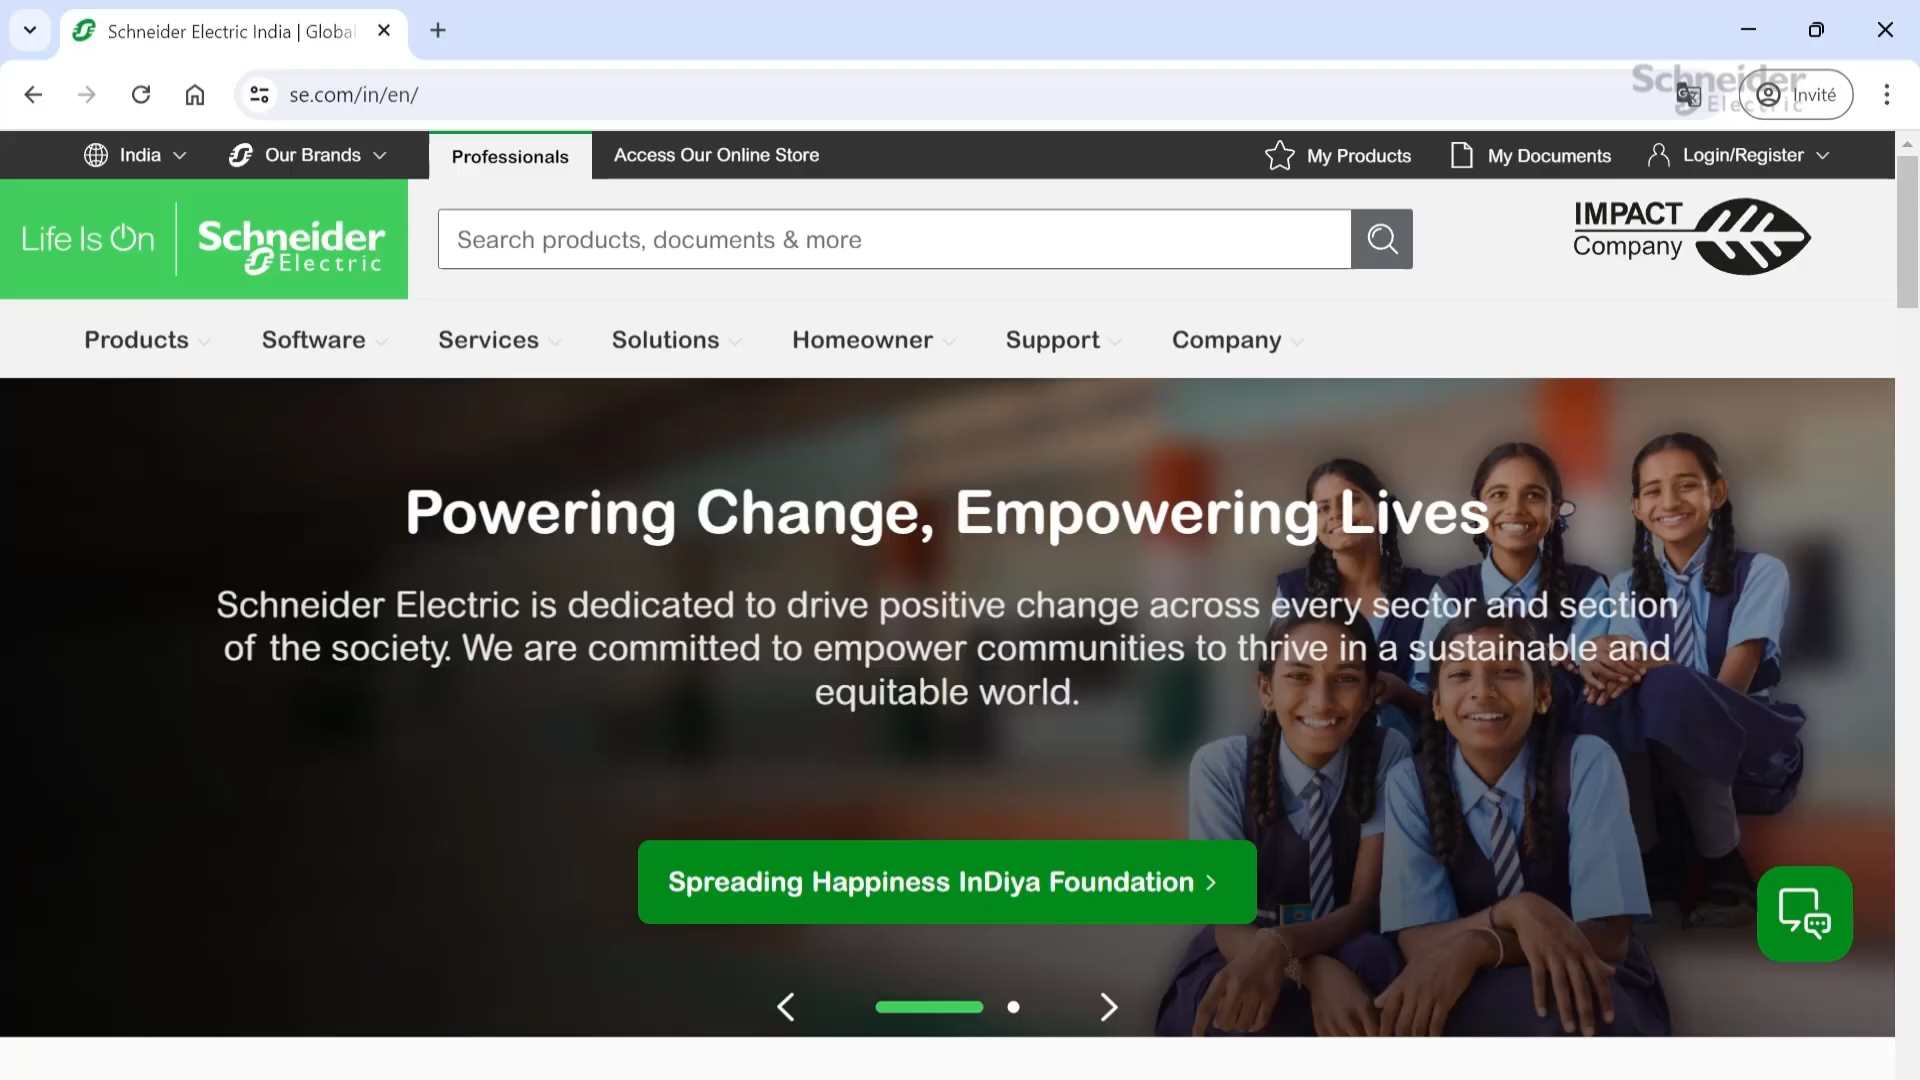 Schneider Electric India | Global
se.com/in/en/
Schneider
Electric
Invité
India
Our Brands
Professionals
Access Our Online Store
My Products
My Documents
Login/Register
Life Is On
Schneider
Electric
Search products, documents & more
IMPACT
Company
Products
Software
Services
Solutions
Homeowner
Support
Company
Powering Change, Empowering Lives
Schneider Electric is dedicated to drive positive change across every sector and section
of the society. We are committed to empower communities to thrive in a sustainable and
equitable world.
Spreading Happiness InDiya Foundation >